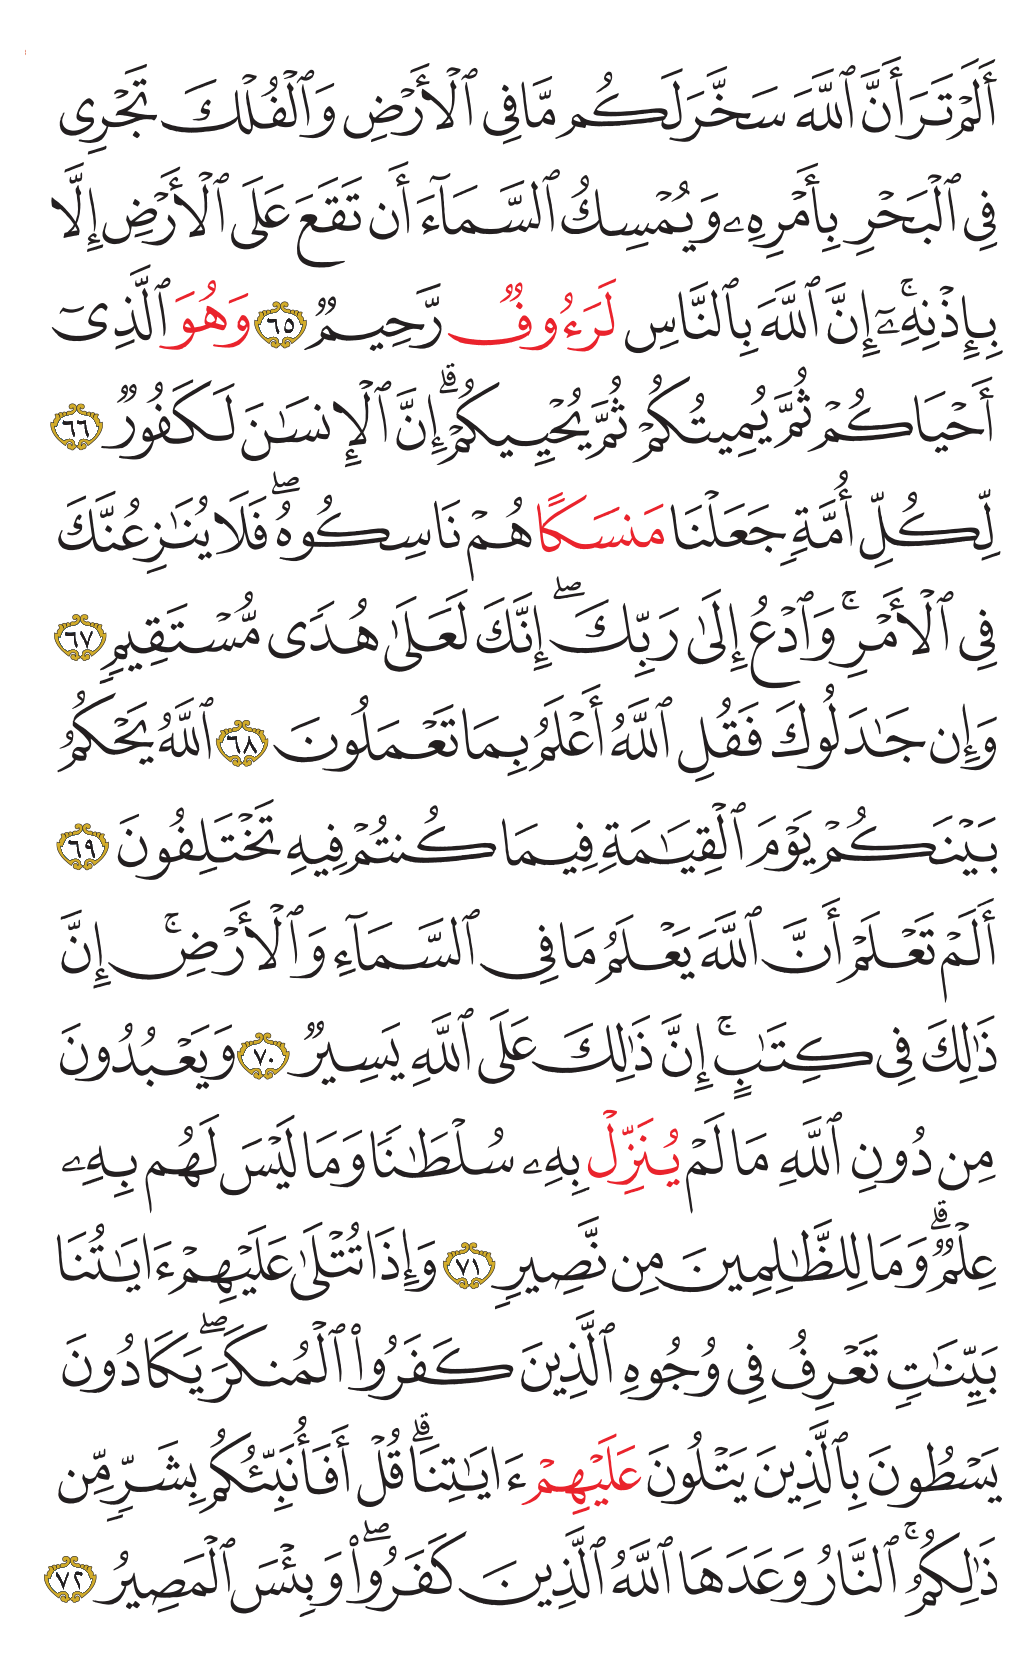 أَلَمْ تَرَ أَنَّ ٱللَّهَ سَخَّرَ لَكُم مَّا فِى ٱلْأَرْضِ وَٱلْفُلْكَ تَجْرِى
فِى ٱلْبَحْرِ بِأَمْرِهِۦ وَيُمْسِكُ ٱلسَّمَآءَ أَن تَقَعَ عَلَى ٱلْأَرْضِ إِلَّا
بِإِذْنِهِۦٓ ۚ إِنَّ ٱللَّهَ بِٱلنَّاسِ لَرَءُوفٌ رَّحِيمٌ ٦٥ وَهُوَ ٱلَّذِىٓ
أَحْيَاكُمْ ثُمَّ يُمِيتُكُمْ ثُمَّ يُحْيِيكُمْ ۗ إِنَّ ٱلْإِنسَٰنَ لَكَفُورٌ ٦٦
لِّكُلِّ أُمَّةٍ جَعَلْنَا مَنسَكًا هُمْ نَاسِكُوهُ ۖ فَلَا يُنَٰزِعُنَّكَ
فِى ٱلْأَمْرِ ۚ وَٱدْعُ إِلَىٰ رَبِّكَ ۖ إِنَّكَ لَعَلَىٰ هُدًى مُّسْتَقِيمٍ ٦٧
وَإِن جَٰدَلُوكَ فَقُلِ ٱللَّهُ أَعْلَمُ بِمَا تَعْمَلُونَ ٦٨ ٱللَّهُ يَحْكُمُ
بَيْنَكُمْ يَوْمَ ٱلْقِيَٰمَةِ فِيمَا كُنتُمْ فِيهِ تَخْتَلِفُونَ ٦٩
أَلَمْ تَعْلَمْ أَنَّ ٱللَّهَ يَعْلَمُ مَا فِى ٱلسَّمَآءِ وَٱلْأَرْضِ ۚ إِنَّ
ذَٰلِكَ فِى كِتَٰبٍ ۚ إِنَّ ذَٰلِكَ عَلَى ٱللَّهِ يَسِيرٌ ٧٠ وَيَعْبُدُونَ
مِن دُونِ ٱللَّهِ مَا لَمْ يُنَزِّلْ بِهِۦ سُلْطَٰنًا وَمَا لَيْسَ لَهُم بِهِۦ
عِلْمٌ ۗ وَمَا لِلظَّٰلِمِينَ مِن نَّصِيرٍ ٧١ وَإِذَا تُتْلَىٰ عَلَيْهِمْ ءَايَٰتُنَا
بَيِّنَٰتٍ تَعْرِفُ فِى وُجُوهِ ٱلَّذِينَ كَفَرُوا۟ ٱلْمُنكَرَ ۖ يَكَادُونَ
يَسْطُونَ بِٱلَّذِينَ يَتْلُونَ عَلَيْهِمْ ءَايَٰتِنَا ۗ قُلْ أَفَأُنَبِّئُكُم بِشَرٍّ مِّن
ذَٰلِكُمُ ۚ ٱلنَّارُ وَعَدَهَا ٱللَّهُ ٱلَّذِينَ كَفَرُوا۟ ۖ وَبِئْسَ ٱلْمَصِيرُ ٧٢